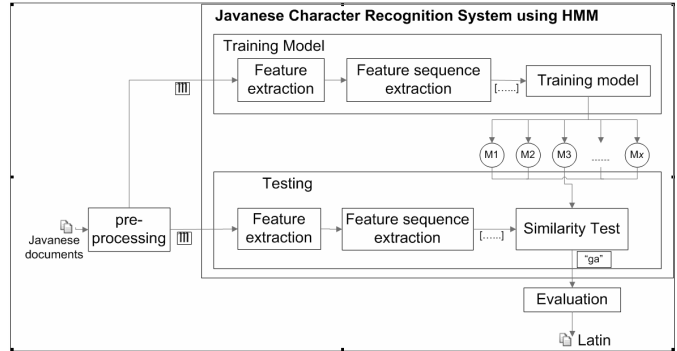 Javanese Character Recognition System using HMM
Training Model
Feature
extraction
Feature sequence
extraction
[......]
Training model
M1
M2
M3
......
Mx
Testing
Javanese
documents
pre-
processing
Feature
extraction
Feature sequence
extraction
[......]
Similarity Test
"ga"
Evaluation
Latin